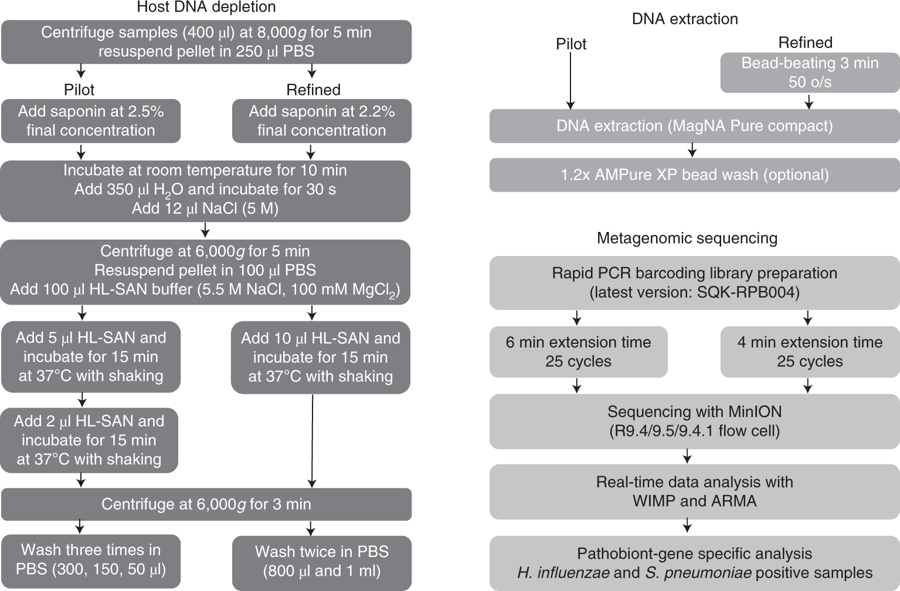 Host DNA depletion
Centrifuge samples (400 µl) at 8,000g for 5 min
resuspend pellet in 250 µl PBS
Pilot
Refined
Add saponin at 2.5%
final concentration
Add saponin at 2.2%
final concentration
Incubate at room temperature for 10 min
Add 350 µl H₂O and incubate for 30 s
Add 12 µl NaCl (5 M)
Centrifuge at 6,000g for 5 min
Resuspend pellet in 100 µl PBS
Add 100 µl HL-SAN buffer (5.5 M NaCl, 100 mM MgCl₂)
Add 5 µl HL-SAN and
incubate for 15 min
at 37°C with shaking
Add 10 µl HL-SAN and
incubate for 15 min
at 37°C with shaking
Add 2 µl HL-SAN and
incubate for 15 min
at 37°C with shaking
Centrifuge at 6,000g for 3 min
Wash three times in
PBS (300, 150, 50 µl)
Wash twice in PBS
(800 µl and 1 ml)
DNA extraction
Pilot
Refined
Bead-beating 3 min
50 o/s
DNA extraction (MagNA Pure compact)
1.2x AMPure XP bead wash (optional)
Metagenomic sequencing
Rapid PCR barcoding library preparation
(latest version: SQK-RPB004)
6 min extension time
25 cycles
4 min extension time
25 cycles
Sequencing with MinION
(R9.4/9.5/9.4.1 flow cell)
Real-time data analysis with
WIMP and ARMA
Pathobiont-gene specific analysis
H. influenzae and S. pneumoniae positive samples